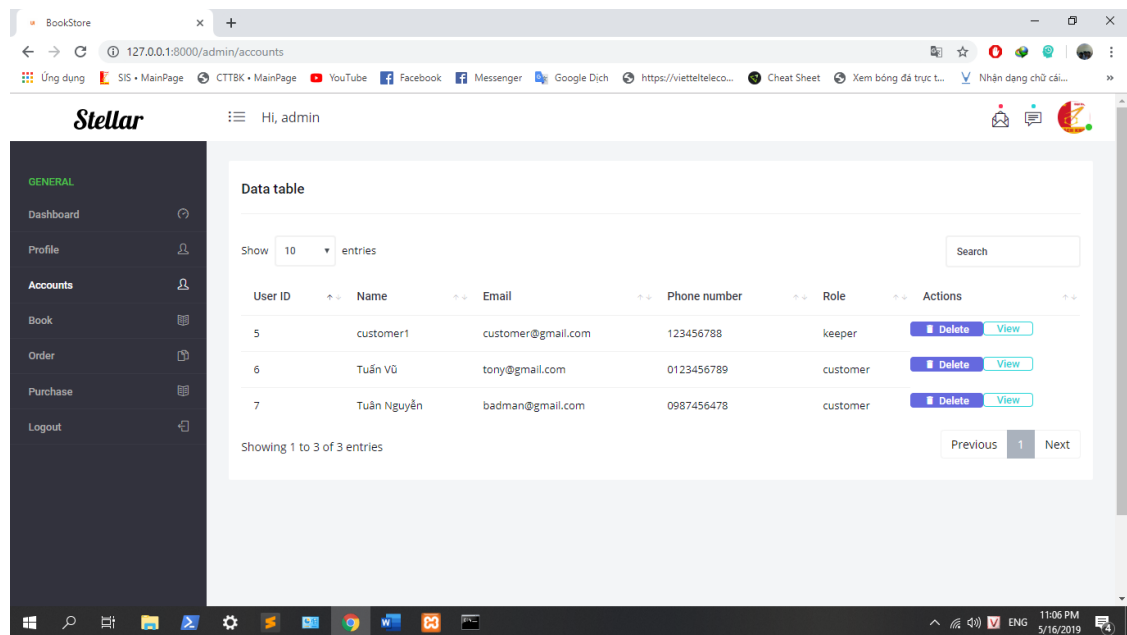 BookStore
127.0.0.1:8000/admin/accounts
Ứng dụng SIS • MainPage CTTBK • MainPage YouTube Facebook Messenger Google Dịch https://viettelteleco... Cheat Sheet Xem bóng đá trực t... Nhận dạng chữ cái... »
Stellar Hi, admin
GENERAL
Dashboard
Profile
Accounts
Book
Order
Purchase
Logout
Data table
Show 10 entries Search
User ID Name Email Phone number Role Actions
5 customer1 customer@gmail.com 123456788 keeper Delete View
6 Tuấn Vũ tony@gmail.com 0123456789 customer Delete View
7 Tuân Nguyễn badman@gmail.com 0987456478 customer Delete View
Showing 1 to 3 of 3 entries Previous 1 Next
ENG 11:06 PM
5/16/2019